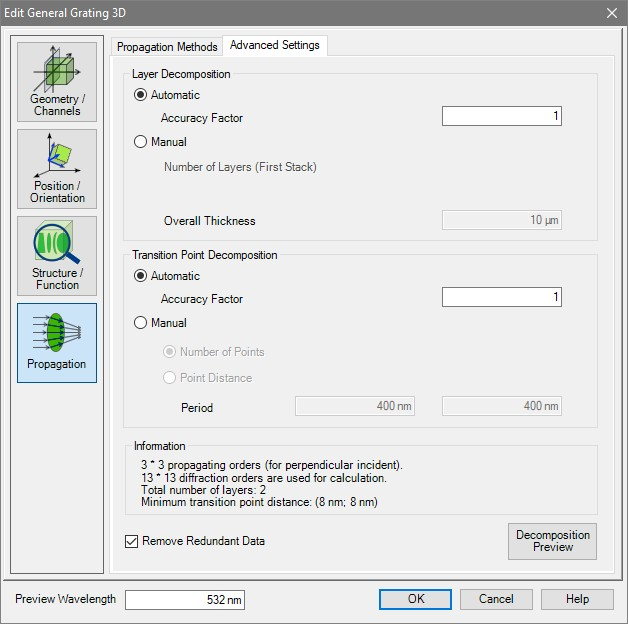 Edit General Grating 3D
Geometry /
Channels
Position /
Orientation
Structure /
Function
Propagation
Propagation Methods
Advanced Settings
Layer Decomposition
Automatic
Accuracy Factor 1
Manual
Number of Layers (First Stack)
Overall Thickness 10 µm
Transition Point Decomposition
Automatic
Accuracy Factor 1
Manual
Number of Points
Point Distance
Period 400 nm 400 nm
Information
3 * 3 propagating orders (for perpendicular incident).
13 * 13 diffraction orders are used for calculation.
Total number of layers: 2
Minimum transition point distance: (8 nm; 8 nm)
Remove Redundant Data
Decomposition
Preview
Preview Wavelength 532 nm
OK
Cancel
Help